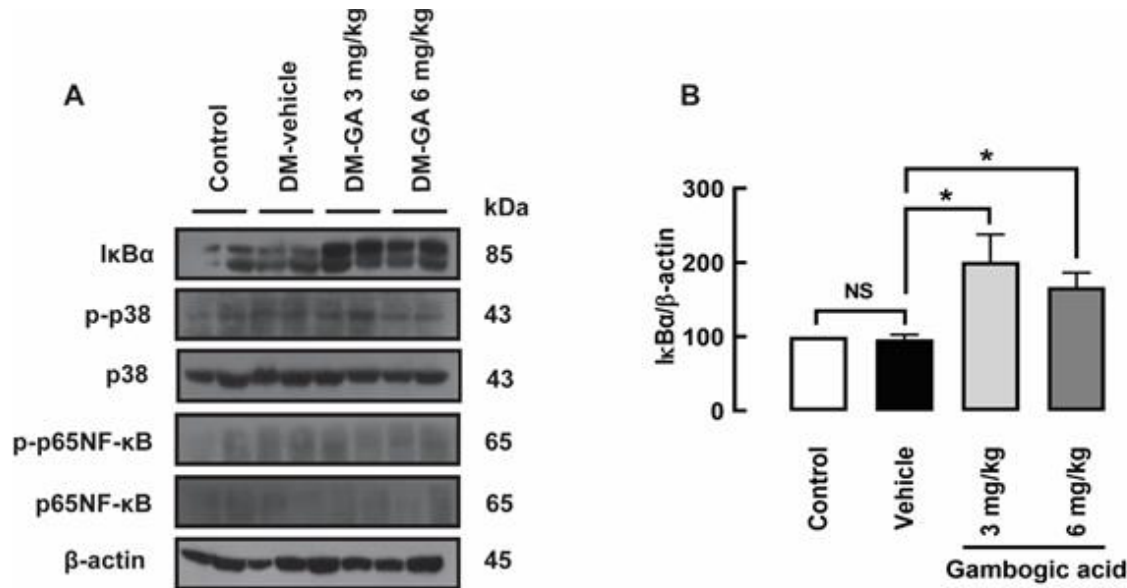 A
Control
DM-vehicle
DM-GA 3 mg/kg
DM-GA 6 mg/kg
kDa
IκBα 85
p-p38 43
p38 43
p-p65NF-κB 65
p65NF-κB 65
β-actin 45
B
IκBα/β-actin
300
200
100
0
NS
*
*
Control
Vehicle
3 mg/kg
6 mg/kg
Gambogic acid